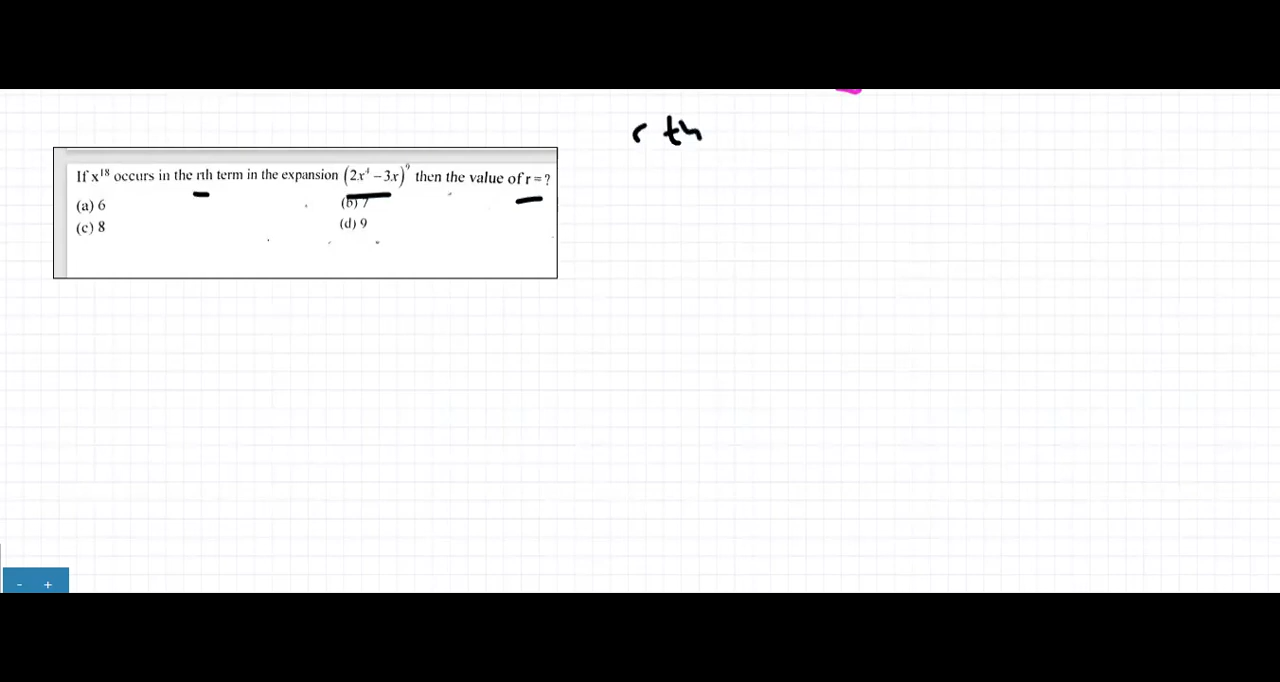 r th
If x¹⁸ occurs in the rth term in the expansion (2x⁴ – 3x)⁹ then the value of r = ?
(a) 6 (b) 7
(c) 8 (d) 9
- +